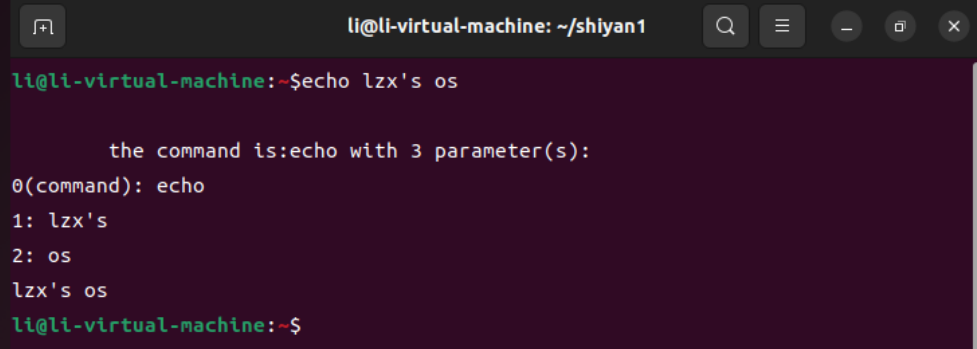 li@li-virtual-machine: ~/shiyan1
li@li-virtual-machine:~$echo lzx's os
the command is:echo with 3 parameter(s):
0(command): echo
1: lzx's
2: os
lzx's os
li@li-virtual-machine:~$